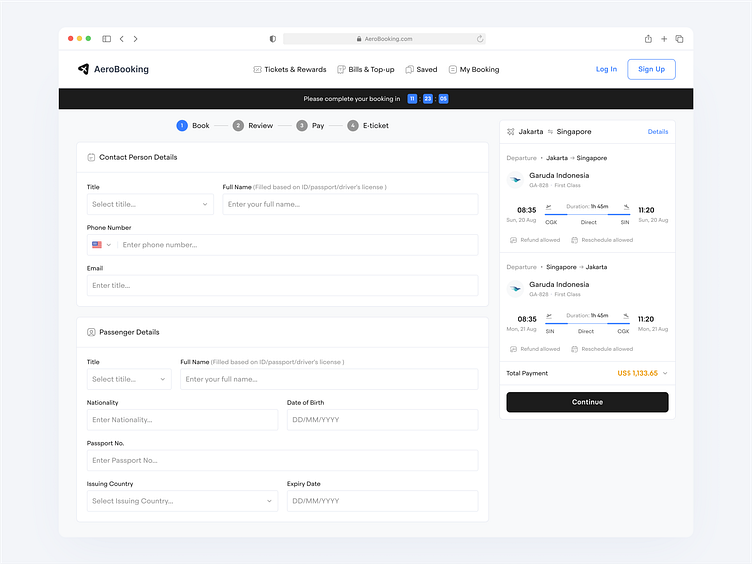 AeroBooking.com
AeroBooking
Tickets & Rewards
Bills & Top-up
Saved
My Booking
Log In
Sign Up
Please complete your booking in 11 : 23 : 05
1 Book
2 Review
3 Pay
4 E-ticket
Contact Person Details
Title
Full Name (Filled based on ID/passport/driver's license )
Select title...
Enter your full name...
Phone Number
Enter phone number...
Email
Enter title...
Passenger Details
Title
Full Name (Filled based on ID/passport/driver's license )
Select title...
Enter your full name...
Nationality
Date of Birth
Enter Nationality...
DD/MM/YYYY
Passport No.
Enter Passport No...
Issuing Country
Expiry Date
Select Issuing Country...
DD/MM/YYYY
Jakarta ⇆ Singapore
Details
Departure • Jakarta → Singapore
Garuda Indonesia
GA-828 · First Class
08:35
Duration: 1h 45m
11:20
Sun, 20 Aug
CGK
Direct
SIN
Sun, 20 Aug
Refund allowed
Reschedule allowed
Departure • Singapore → Jakarta
Garuda Indonesia
GA-828 · First Class
08:35
Duration: 1h 45m
11:20
Mon, 21 Aug
SIN
Direct
CGK
Mon, 21 Aug
Refund allowed
Reschedule allowed
Total Payment
US$ 1,133.65
Continue